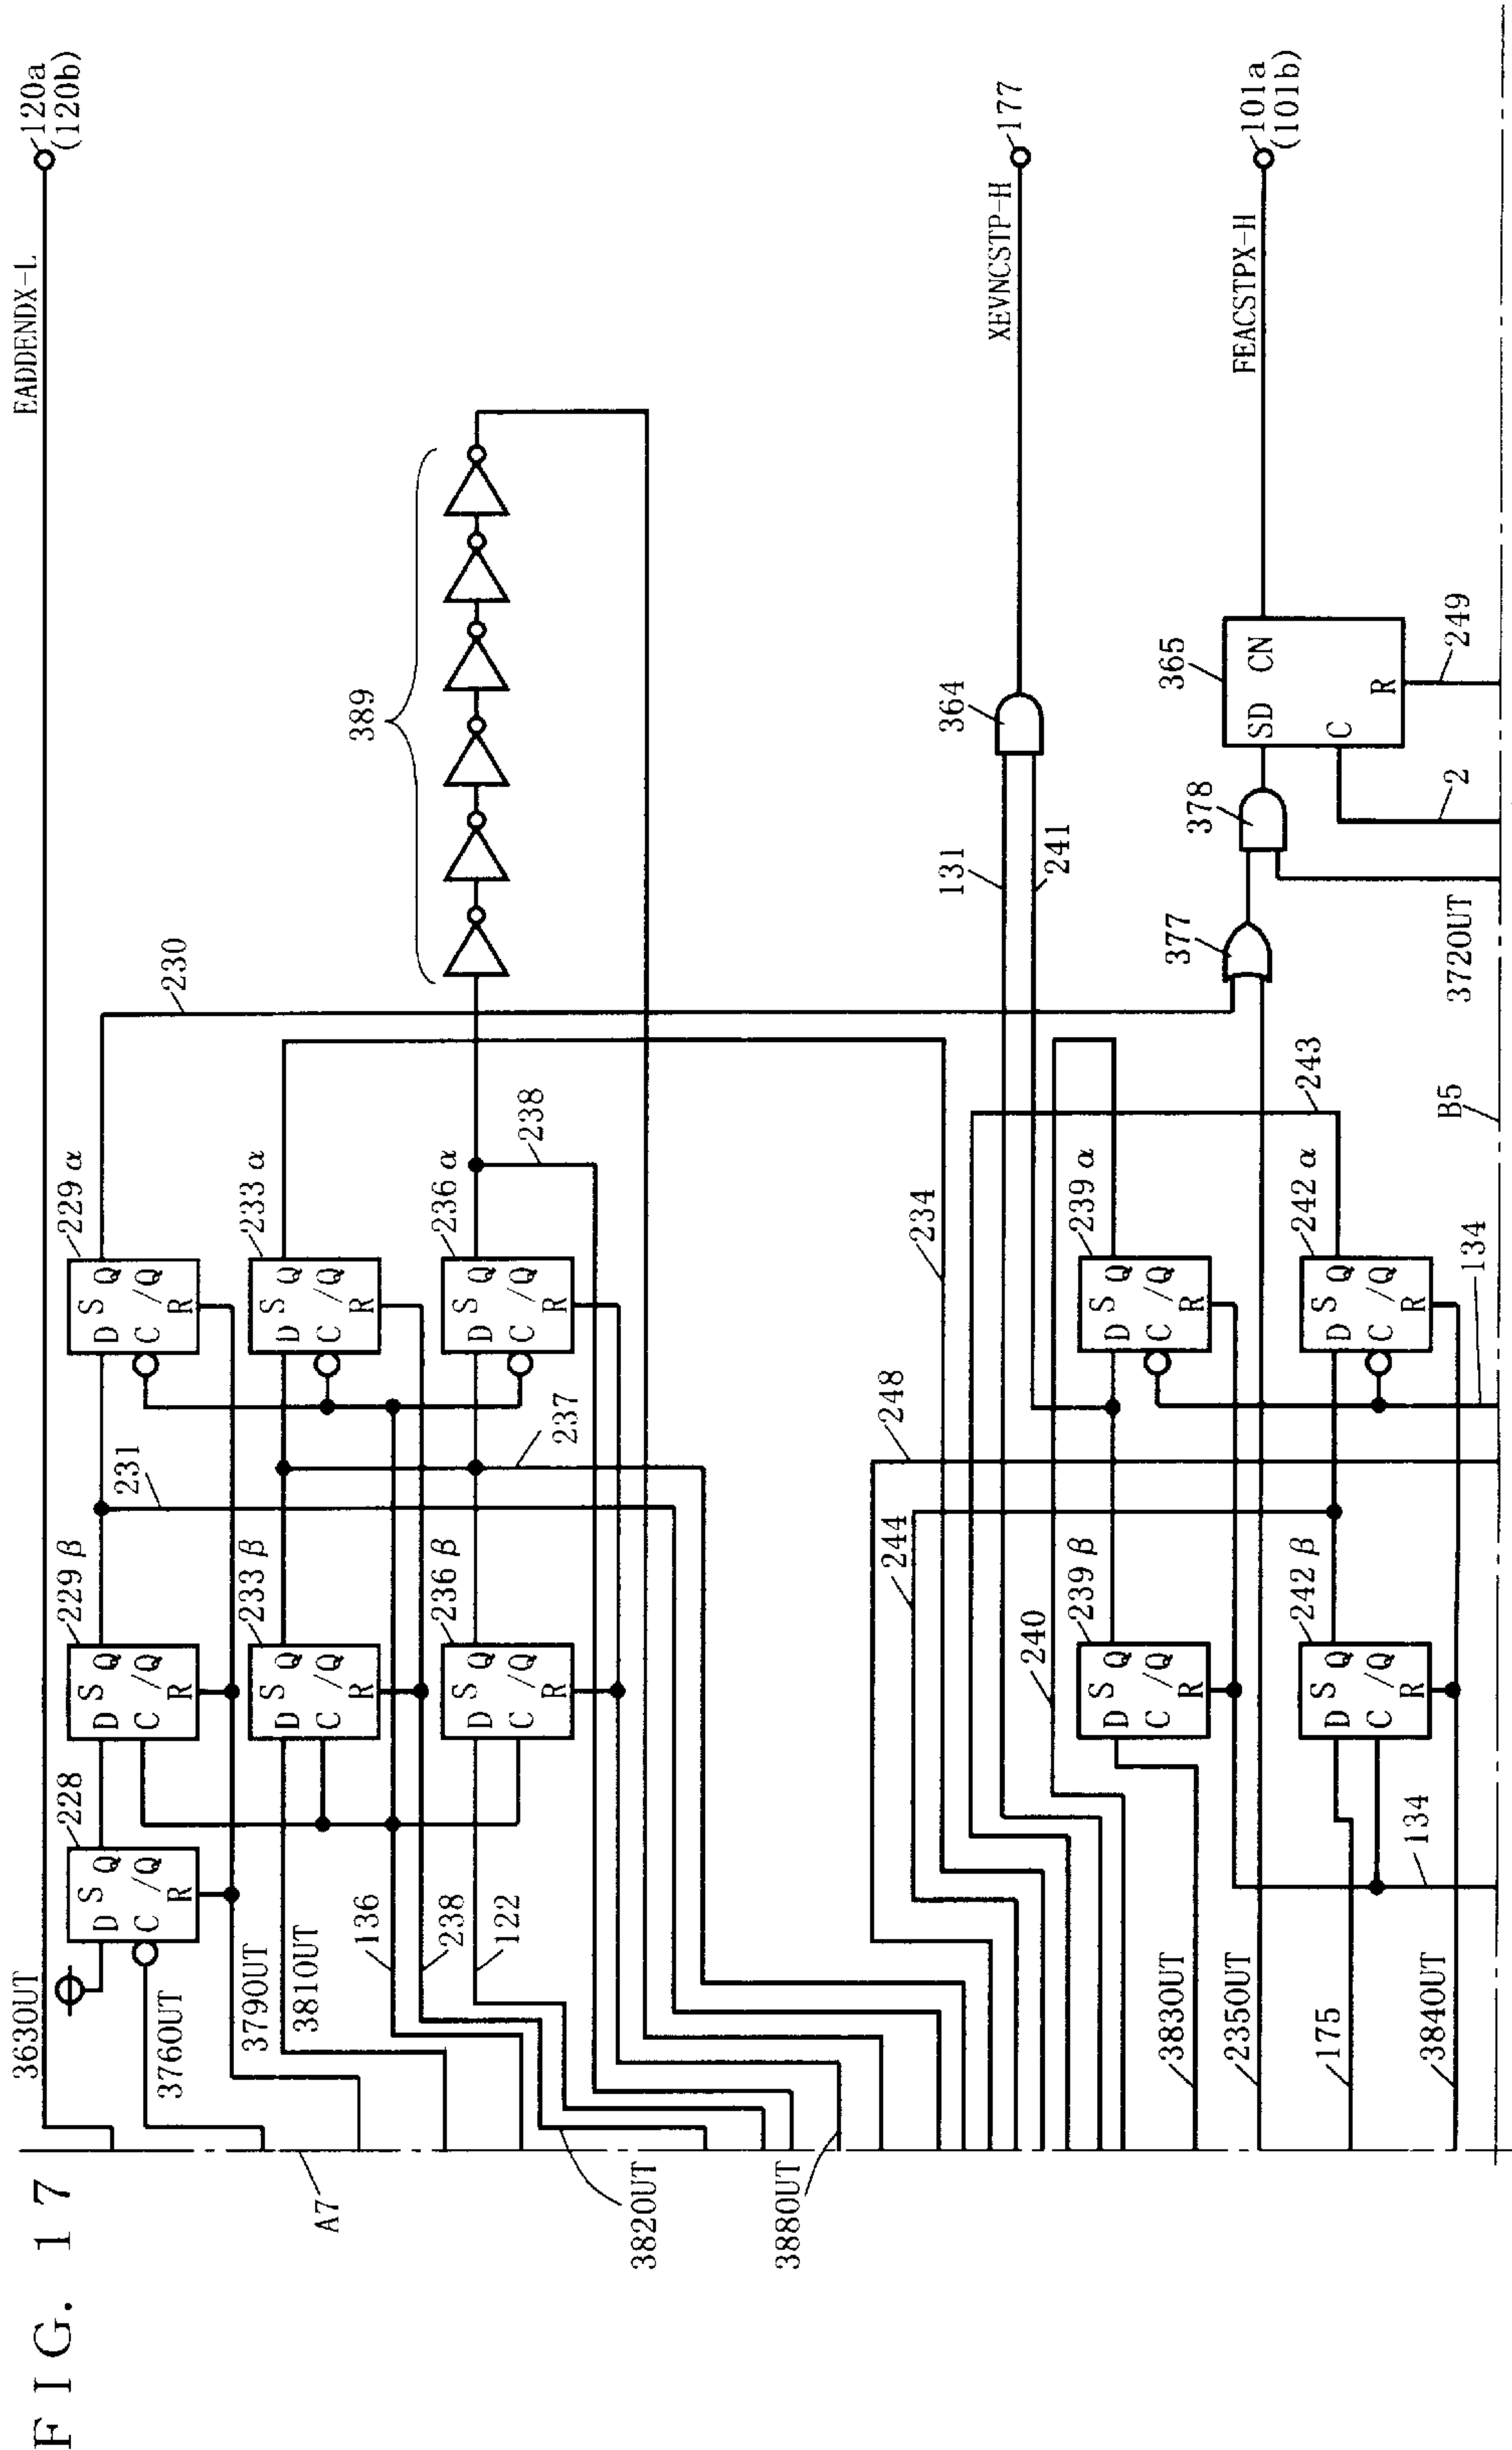 FIG. 17
3630UT
EADDENDX-L
120a
(120b)
228
229β
229α
D S Q
C /Q
R
D S Q
C /Q
R
D S Q
C /Q
R
3760UT
231
230
3790UT
233β
233α
D S Q
C /Q
R
D S Q
C /Q
R
3810UT
A7
389
136
236β
236α
238
D S Q
C /Q
R
D S Q
C /Q
R
122
237
238
3820UT
3880UT
244
248
234
131
364
XEVNCSTP-H
177
240
241
239β
239α
D S Q
C /Q
R
D S Q
C /Q
R
3830UT
377
378
365
SD CN
C
R
FEACSTPX-H
101a
(101b)
2350UT
242β
242α
243
D S Q
C /Q
R
D S Q
C /Q
R
175
134
3840UT
134
B5
3720UT
2
249